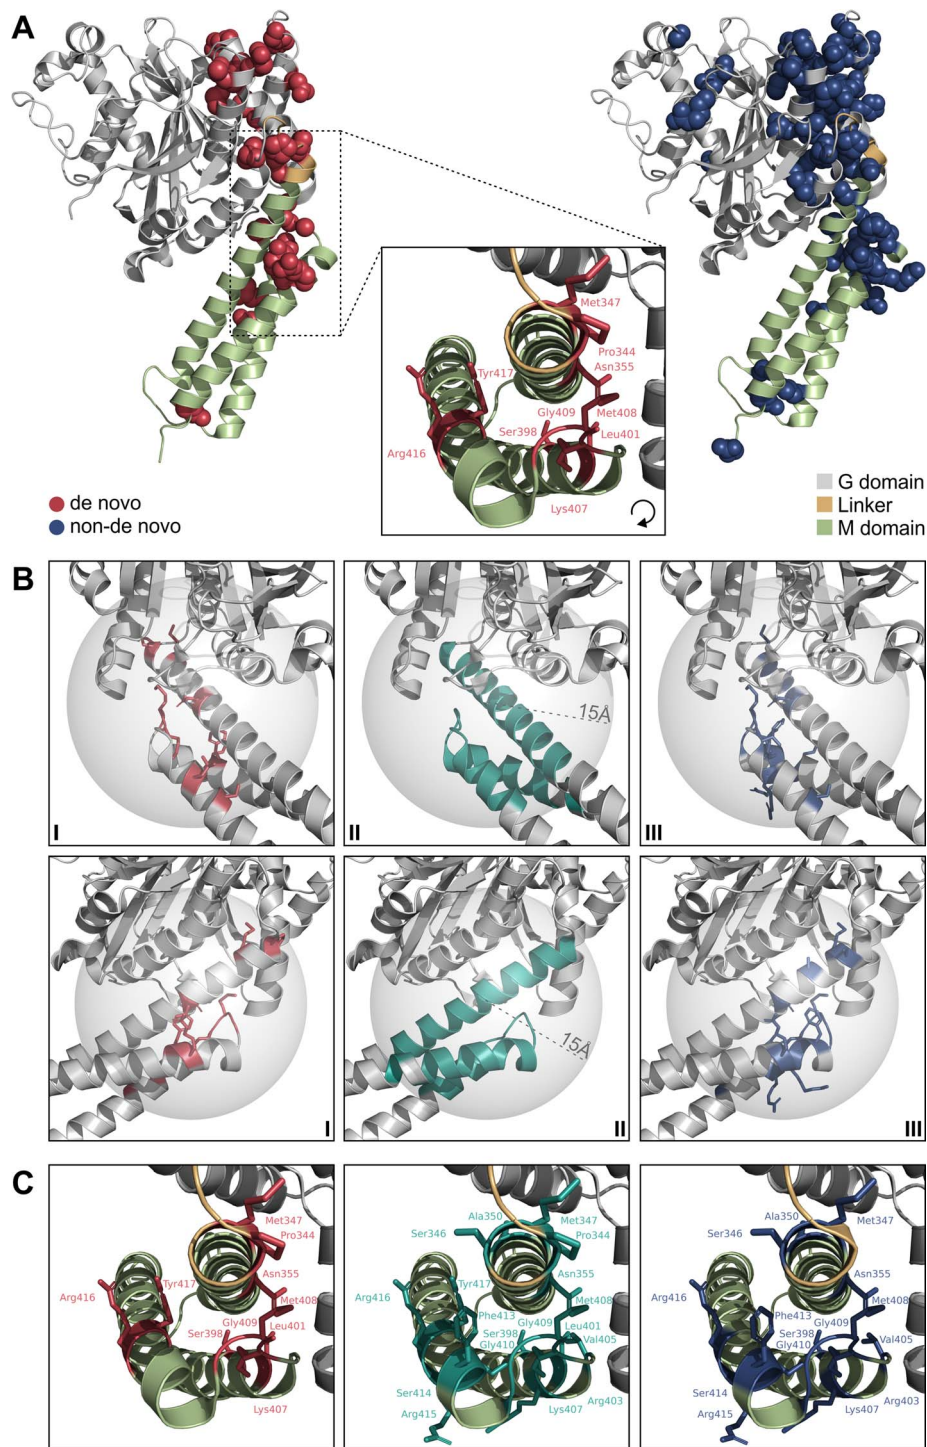 A
Met347
Pro344
Tyr417
Asn355
Gly409
Met408
Ser398
Leu401
Arg416
Lys407
de novo
non-de novo
G domain
Linker
M domain
B
15Å
I
II
III
15Å
I
II
III
C
Met347
Pro344
Tyr417
Asn355
Arg416
Met408
Gly409
Leu401
Ser398
Lys407
Ala350
Met347
Ser346
Pro344
Asn355
Tyr417
Arg416
Met408
Phe413
Gly409
Leu401
Ser398
Val405
Gly410
Ser414
Arg403
Arg415
Lys407
Ala350
Met347
Ser346
Asn355
Arg416
Met408
Phe413
Gly409
Ser398
Val405
Gly410
Ser414
Arg403
Arg415
Lys407